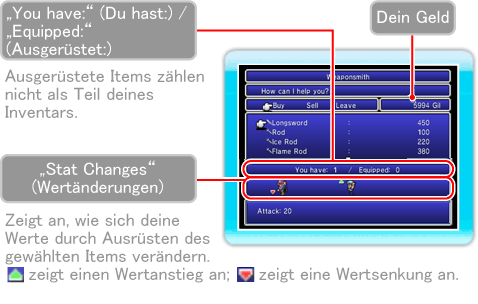 „You have:“ (Du hast:) /
„Equipped:“
(Ausgerüstet:)
Dein Geld
Ausgerüstete Items zählen
nicht als Teil deines
Inventars.
Weaponsmith
How can I help you?
Buy Sell Leave 5994 Gil
Longsword : 450
Rod : 100
Ice Rod : 220
Flame Rod : 380
You have: 1 / Equipped: 0
Attack: 20
„Stat Changes“
(Wertänderungen)
Zeigt an, wie sich deine
Werte durch Ausrüsten des
gewählten Items verändern.
zeigt einen Wertanstieg an; zeigt eine Wertsenkung an.